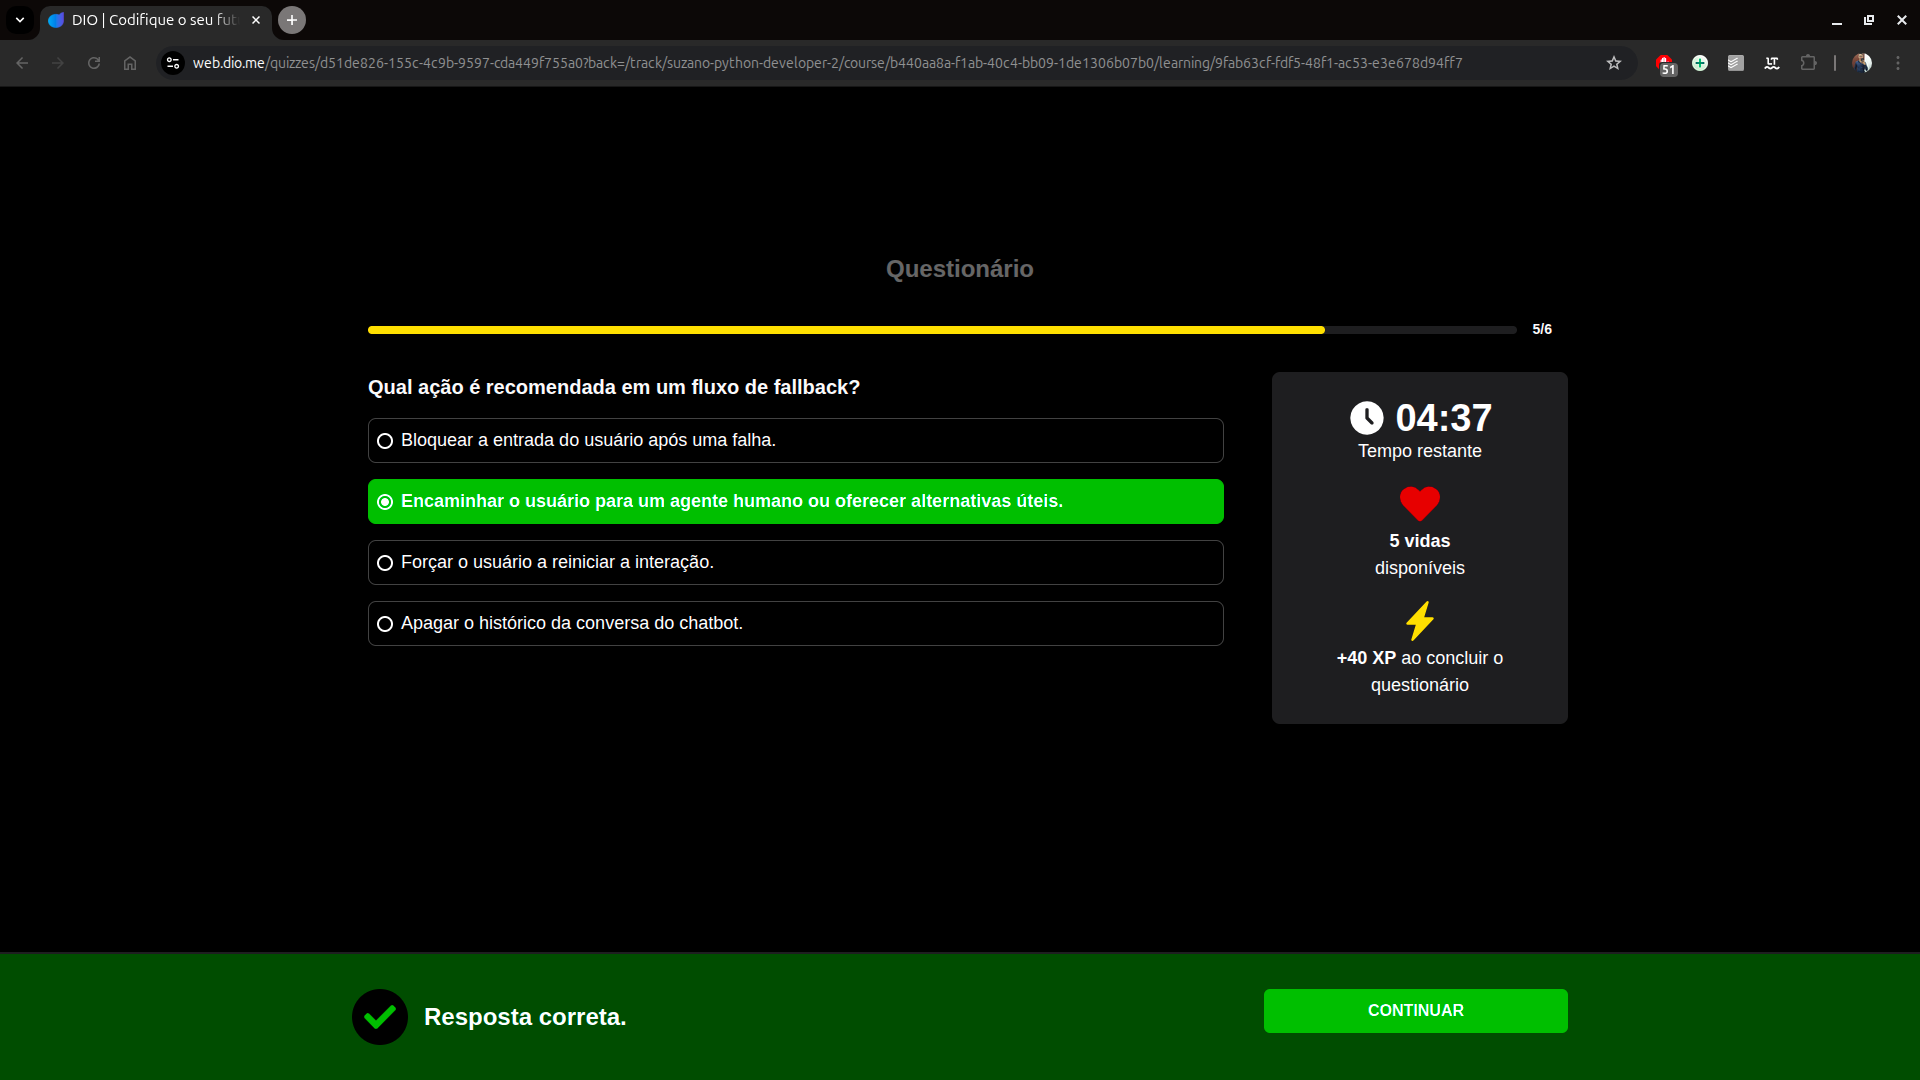 DIO | Codifique o seu fut
web.dio.me/quizzes/d51de826-155c-4c9b-9597-cda449f755a0?back=/track/suzano-python-developer-2/course/b440aa8a-f1ab-40c4-bb09-1de1306b07b0/learning/9fab63cf-fdf5-48f1-ac53-e3e678d94ff7
51
LT
Questionário
5/6
Qual ação é recomendada em um fluxo de fallback?
Bloquear a entrada do usuário após uma falha.
Encaminhar o usuário para um agente humano ou oferecer alternativas úteis.
Forçar o usuário a reiniciar a interação.
Apagar o histórico da conversa do chatbot.
04:37
Tempo restante
5 vidas
disponíveis
+40 XP ao concluir o
questionário
Resposta correta.
CONTINUAR